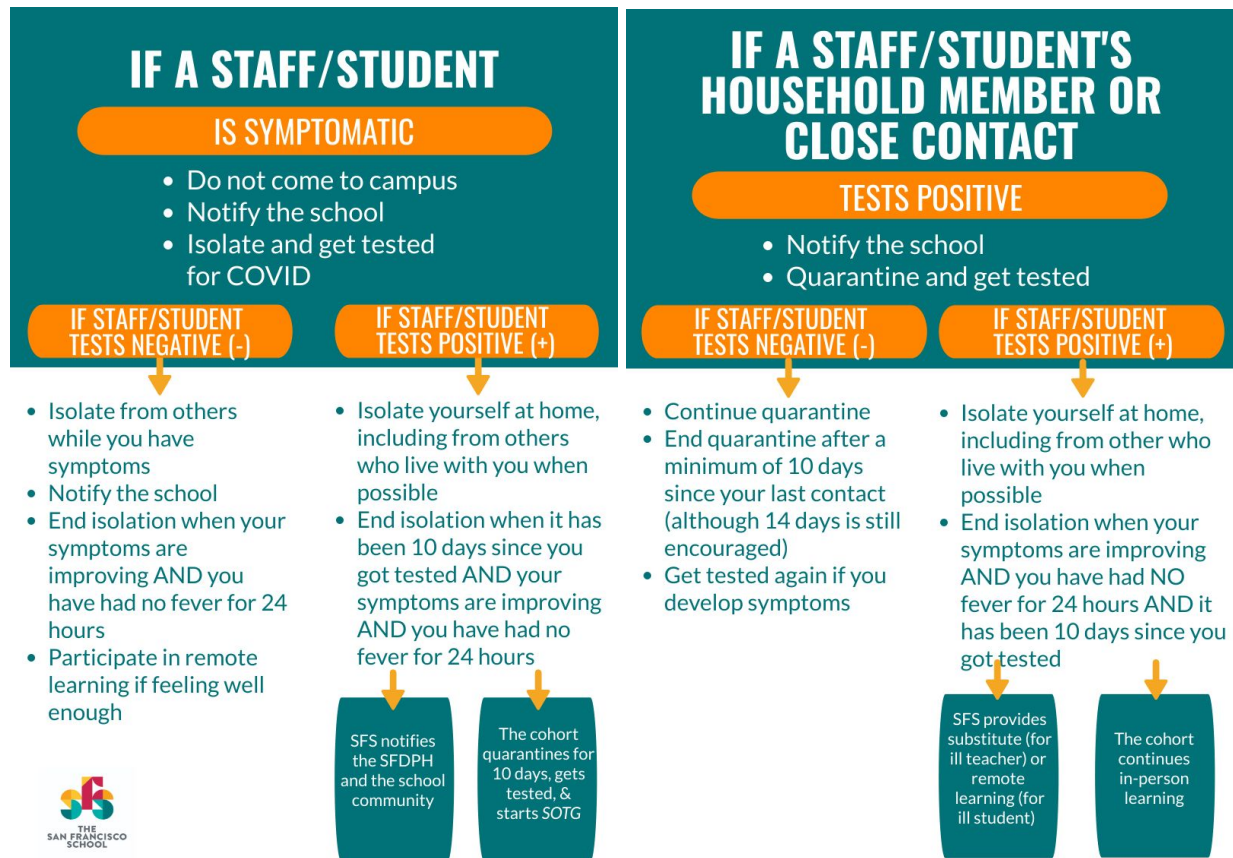 IF A STAFF/STUDENT
IS SYMPTOMATIC
• Do not come to campus
• Notify the school
• Isolate and get tested
for COVID
IF STAFF/STUDENT
TESTS NEGATIVE (-)
• Isolate from others
while you have
symptoms
• Notify the school
• End isolation when your
symptoms are
improving AND you
have had no fever for 24
hours
• Participate in remote
learning if feeling well
enough
IF STAFF/STUDENT
TESTS POSITIVE (+)
• Isolate yourself at home,
including from others
who live with you when
possible
• End isolation when it has
been 10 days since you
got tested AND your
symptoms are improving
AND you have had no
fever for 24 hours
SFS notifies
the SFDPH
and the school
community
The cohort
quarantines for
10 days, gets
tested, &
starts SOTG
sfs
THE
SAN FRANCISCO
SCHOOL
IF A STAFF/STUDENT'S
HOUSEHOLD MEMBER OR
CLOSE CONTACT
TESTS POSITIVE
• Notify the school
• Quarantine and get tested
IF STAFF/STUDENT
TESTS NEGATIVE (-)
• Continue quarantine
• End quarantine after a
minimum of 10 days
since your last contact
(although 14 days is still
encouraged)
• Get tested again if you
develop symptoms
IF STAFF/STUDENT
TESTS POSITIVE (+)
• Isolate yourself at home,
including from other who
live with you when
possible
• End isolation when your
symptoms are improving
AND you have had NO
fever for 24 hours AND it
has been 10 days since you
got tested
SFS provides
substitute (for
ill teacher) or
remote
learning (for
ill student)
The cohort
continues
in-person
learning